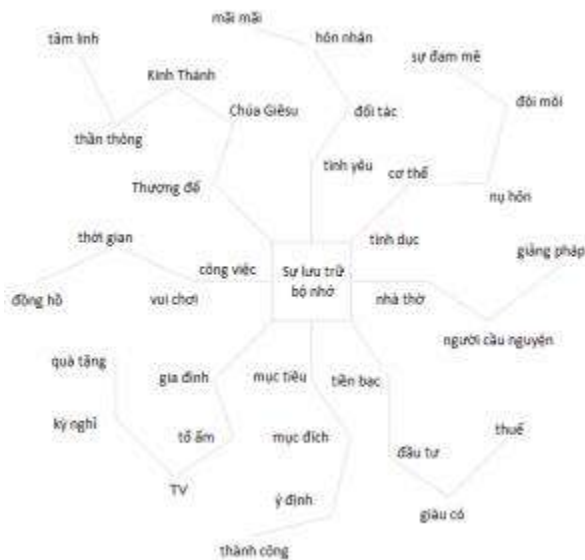 mãi mãi
tâm linh
hôn nhân
sự đam mê
Kinh Thánh
Chúa Giêsu
đôi môi
đối tác
thần thông
tình yêu
cơ thể
Thượng đế
nụ hôn
thời gian
tình dục
giảng pháp
công việc
Sự lưu trữ
bộ nhớ
đồng hồ
vui chơi
nhà thờ
người cầu nguyện
quà tặng
gia đình
mục tiêu
tiền bạc
kỳ nghỉ
tổ ấm
mục đích
đầu tư
thuế
TV
ý định
giàu có
thành công